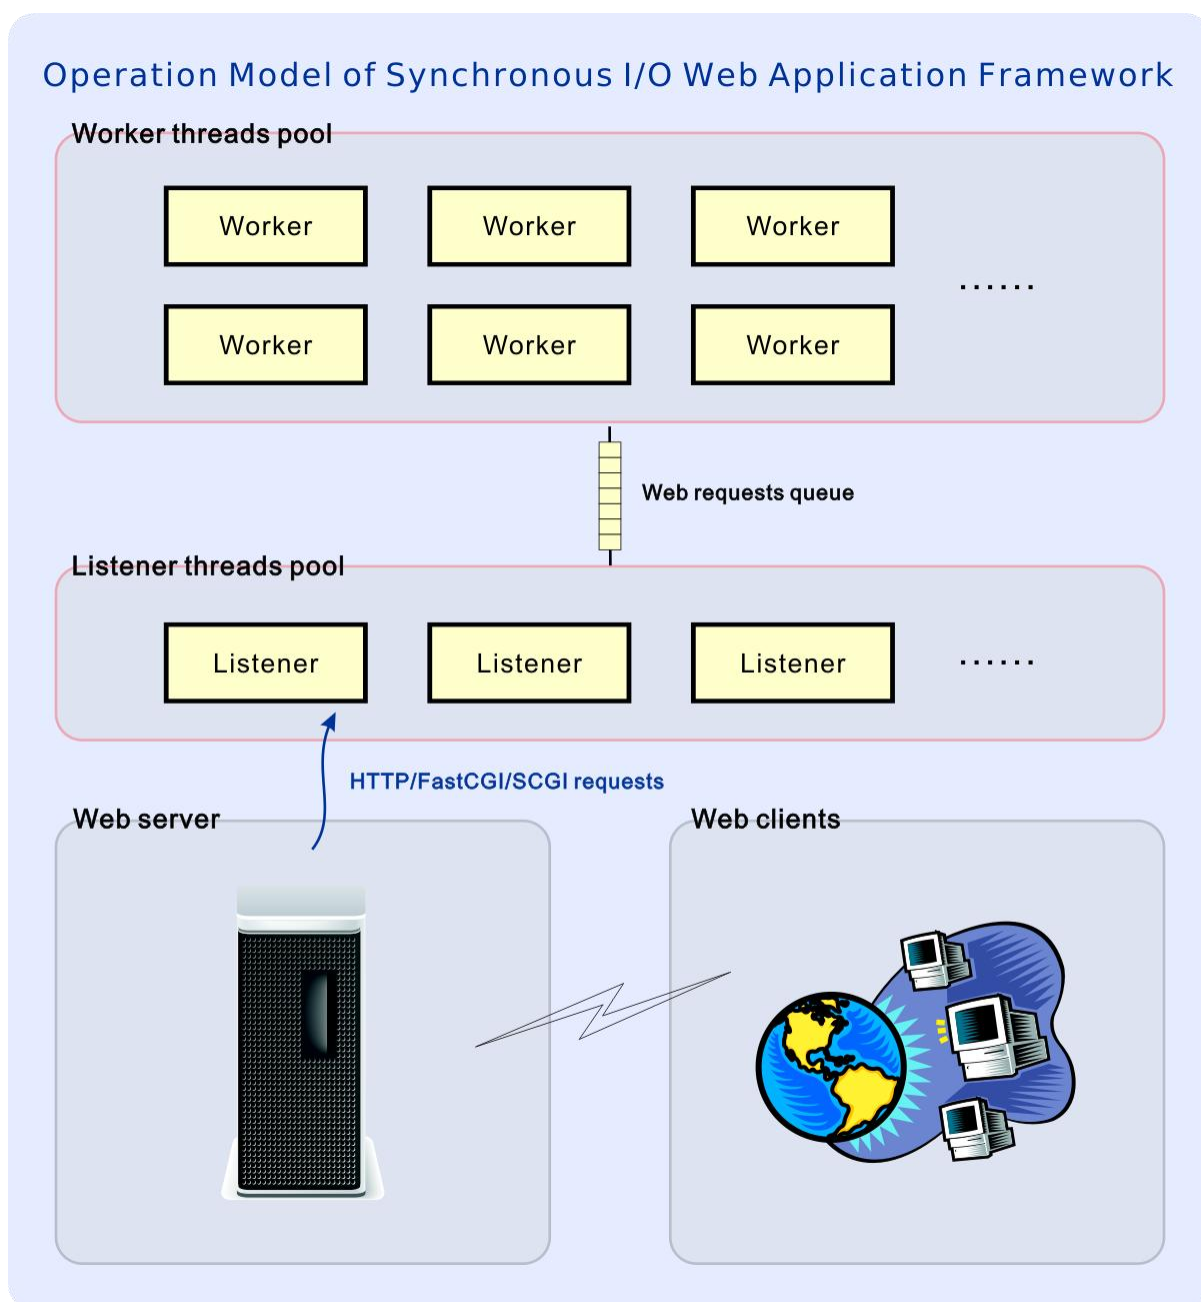 Operation Model of Synchronous I/O Web Application Framework
Worker threads pool
Worker Worker Worker
......
Worker Worker Worker
Web requests queue
Listener threads pool
Listener Listener Listener ......
HTTP/FastCGI/SCGI requests
Web server
Web clients